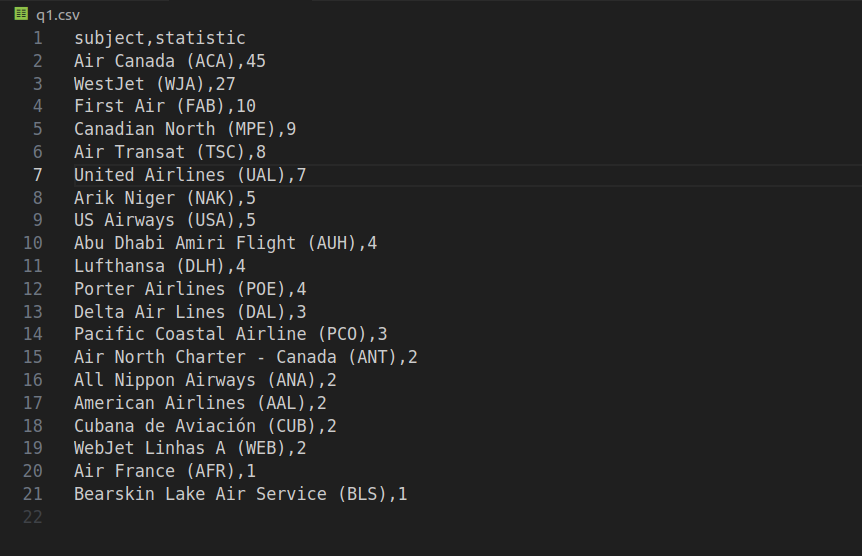 q1.csv
1 subject,statistic
2 Air Canada (ACA),45
3 WestJet (WJA),27
4 First Air (FAB),10
5 Canadian North (MPE),9
6 Air Transat (TSC),8
7 United Airlines (UAL),7
8 Arik Niger (NAK),5
9 US Airways (USA),5
10 Abu Dhabi Amiri Flight (AUH),4
11 Lufthansa (DLH),4
12 Porter Airlines (POE),4
13 Delta Air Lines (DAL),3
14 Pacific Coastal Airline (PCO),3
15 Air North Charter - Canada (ANT),2
16 All Nippon Airways (ANA),2
17 American Airlines (AAL),2
18 Cubana de Aviación (CUB),2
19 WebJet Linhas A (WEB),2
20 Air France (AFR),1
21 Bearskin Lake Air Service (BLS),1
22